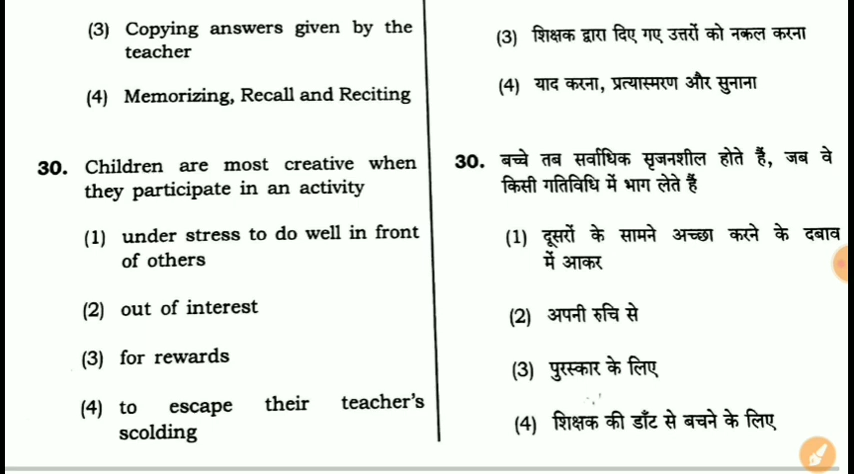 (3) Copying answers given by the
teacher
(4) Memorizing, Recall and Reciting
30. Children are most creative when
they participate in an activity
(1) under stress to do well in front
of others
(2) out of interest
(3) for rewards
(4) to escape their teacher's
scolding
(3) शिक्षक द्वारा दिए गए उत्तरों को नकल करना
(4) याद करना, प्रत्यास्मरण और सुनाना
30. बच्चे तब सर्वाधिक सृजनशील होते हैं, जब वे
किसी गतिविधि में भाग लेते हैं
(1) दूसरों के सामने अच्छा करने के दबाव
में आकर
(2) अपनी रुचि से
(3) पुरस्कार के लिए
(4) शिक्षक की डाँट से बचने के लिए